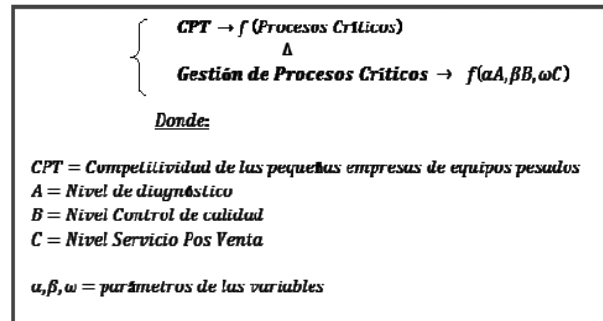 CPT → f (Procesos Críticos)
Δ
Gestión de Procesos Críticos → f(αA,βB,ωC)
Donde:
CPT = Competitividad de las pequeñas empresas de equipos pesados
A = Nivel de diagnóstico
B = Nivel Control de calidad
C = Nivel Servicio Pos Venta
α,β,ω = parámetros de las variables